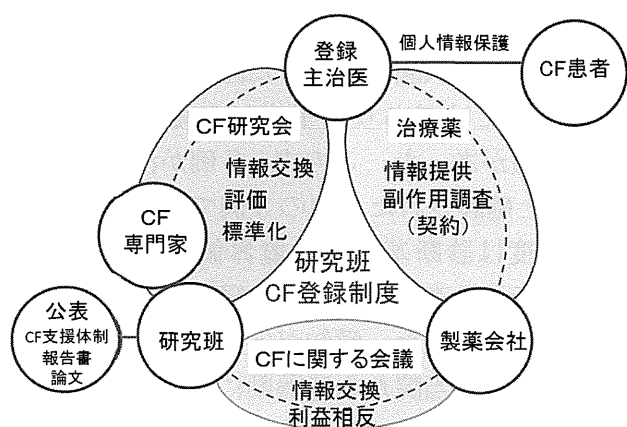 登録
主治医
個人情報保護
CF患者
CF研究会
情報交換
評価
標準化
治療薬
情報提供
副作用調査
(契約)
CF
専門家
研究班
CF登録制度
公表
CF支援体制
報告書
論文
研究班
CFに関する会議
情報交換
利益相反
製薬会社